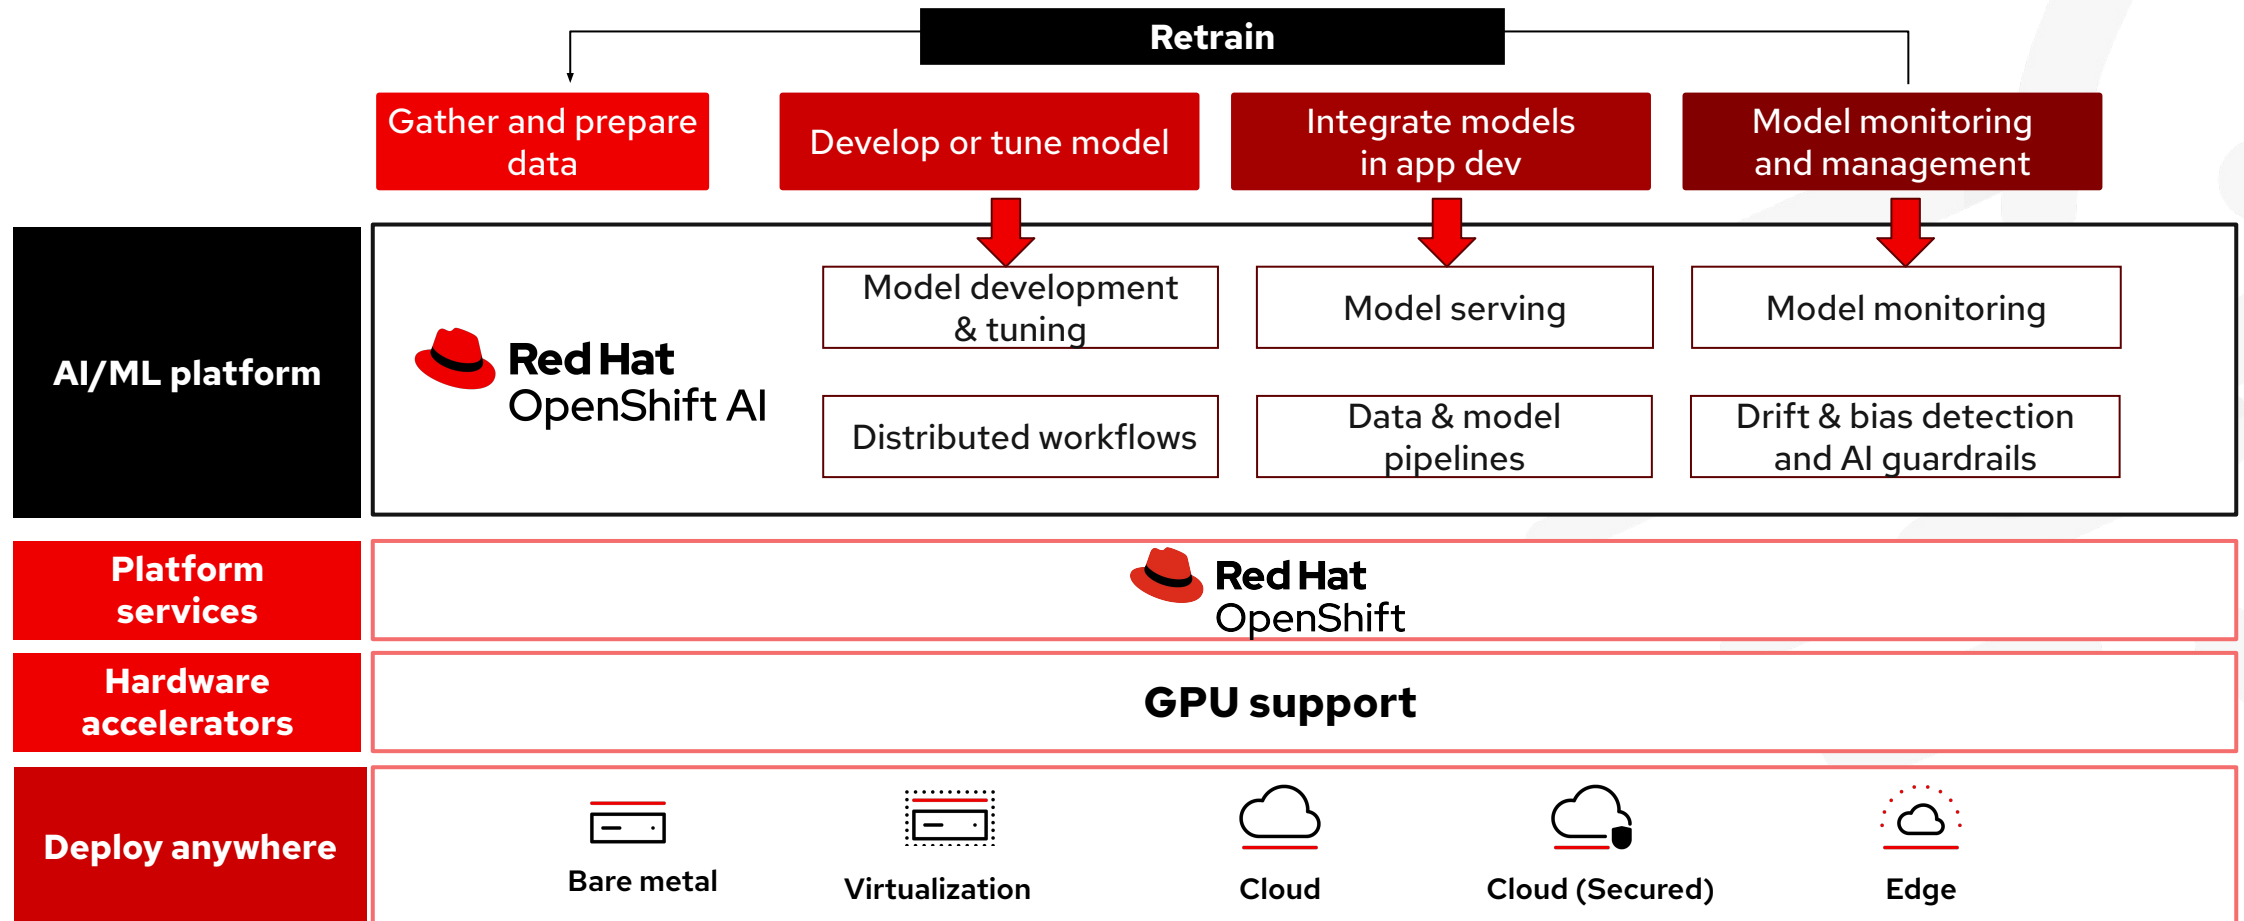 Retrain
Gather and prepare
data
Develop or tune model
Integrate models
in app dev
Model monitoring
and management
AI/ML platform
Red Hat
OpenShift AI
Model development
& tuning
Model serving
Model monitoring
Distributed workflows
Data & model
pipelines
Drift & bias detection
and AI guardrails
Platform
services
Red Hat
OpenShift
Hardware
accelerators
GPU support
Deploy anywhere
Bare metal
Virtualization
Cloud
Cloud (Secured)
Edge